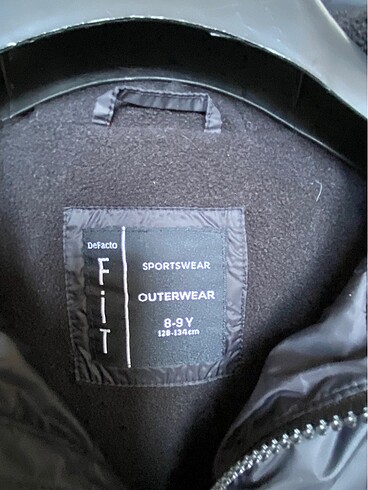 DeFacto
FiT
SPORTSWEAR
OUTERWEAR
8-9 Y
128-134cm